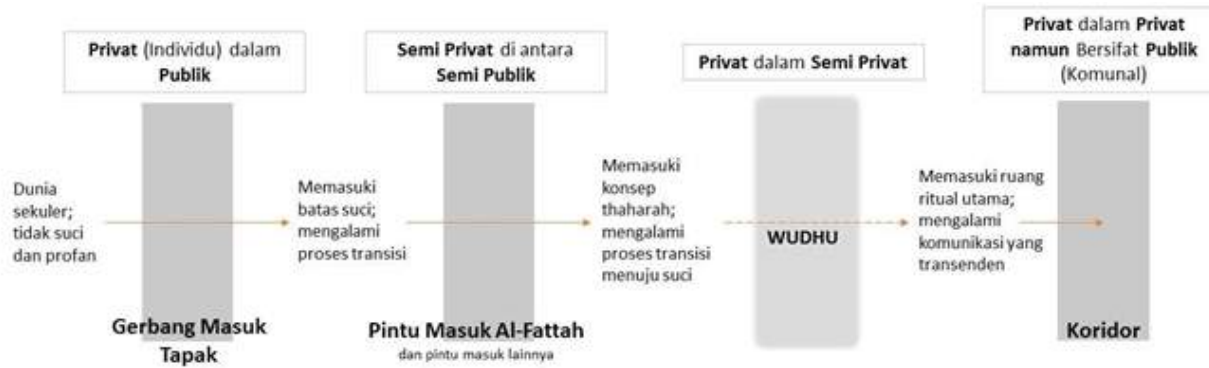 Privat (Individu) dalam
Publik
Semi Privat di antara
Semi Publik
Privat dalam Semi Privat
Privat dalam Privat
namun Bersifat Publik
(Komunal)
Dunia
sekuler;
tidak suci
dan profan
Memasuki
batas suci;
mengalami
proses transisi
Memasuki
konsep
thaharah;
mengalami
proses transisi
menuju suci
WUDHU
Memasuki ruang
ritual utama;
mengalami
komunikasi yang
transenden
Gerbang Masuk
Tapak
Pintu Masuk Al-Fattah
dan pintu masuk lainnya
Koridor